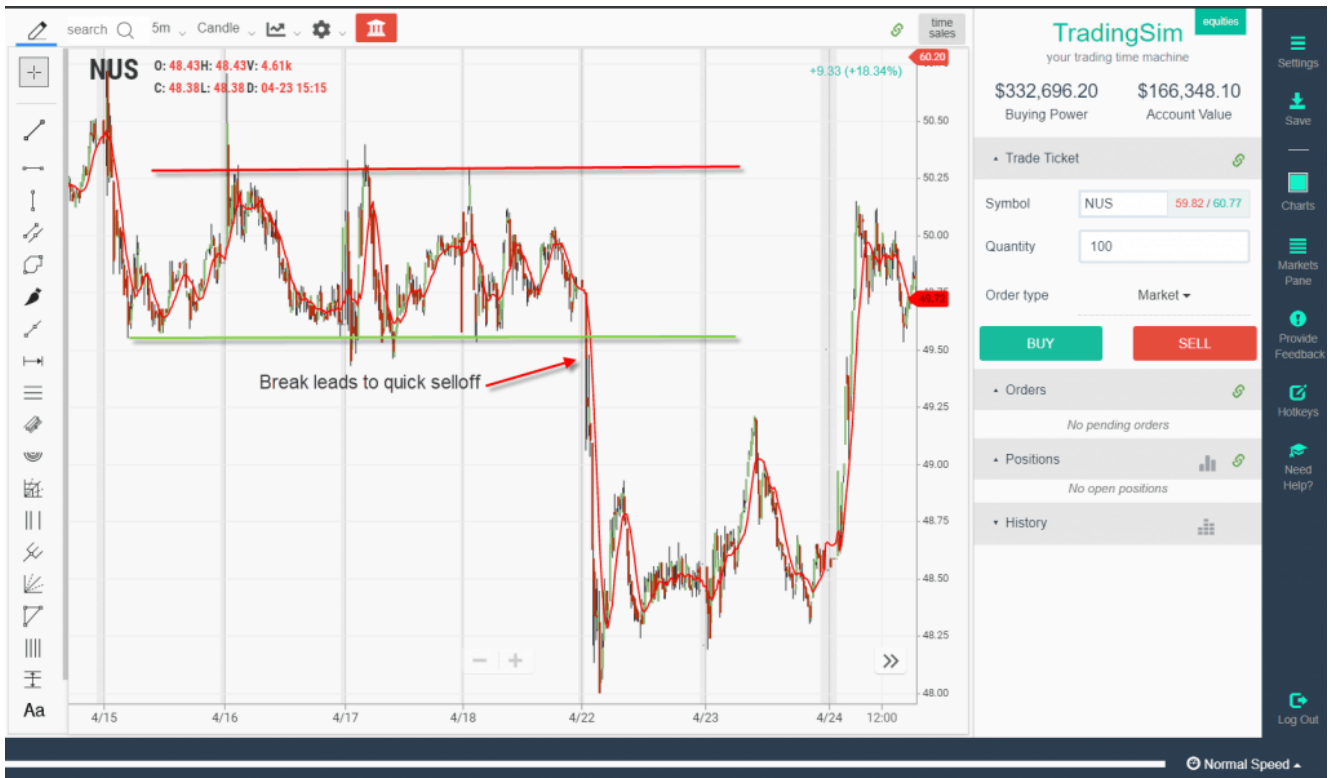 search 5m Candle
time
sales
NUS O: 48.43H: 48.43V: 4.61k
C: 48.38L: 48.38 D: 04-23 15:15
+9.33 (+18.34%)
60.20
50.50
50.25
50.00
49.72
49.50
49.25
49.00
48.75
48.50
48.25
48.00
Break leads to quick selloff
4/15 4/16 4/17 4/18 4/22 4/23 4/24 12:00
Aa
equities
TradingSim
your trading time machine
$332,696.20 $166,348.10
Buying Power Account Value
Trade Ticket
Symbol NUS 59.82 / 60.77
Quantity 100
Order type Market
BUY SELL
Orders
No pending orders
Positions
No open positions
History
Settings
Save
Charts
Markets
Pane
Provide
Feedback
Hotkeys
Need
Help?
Log Out
Normal Speed